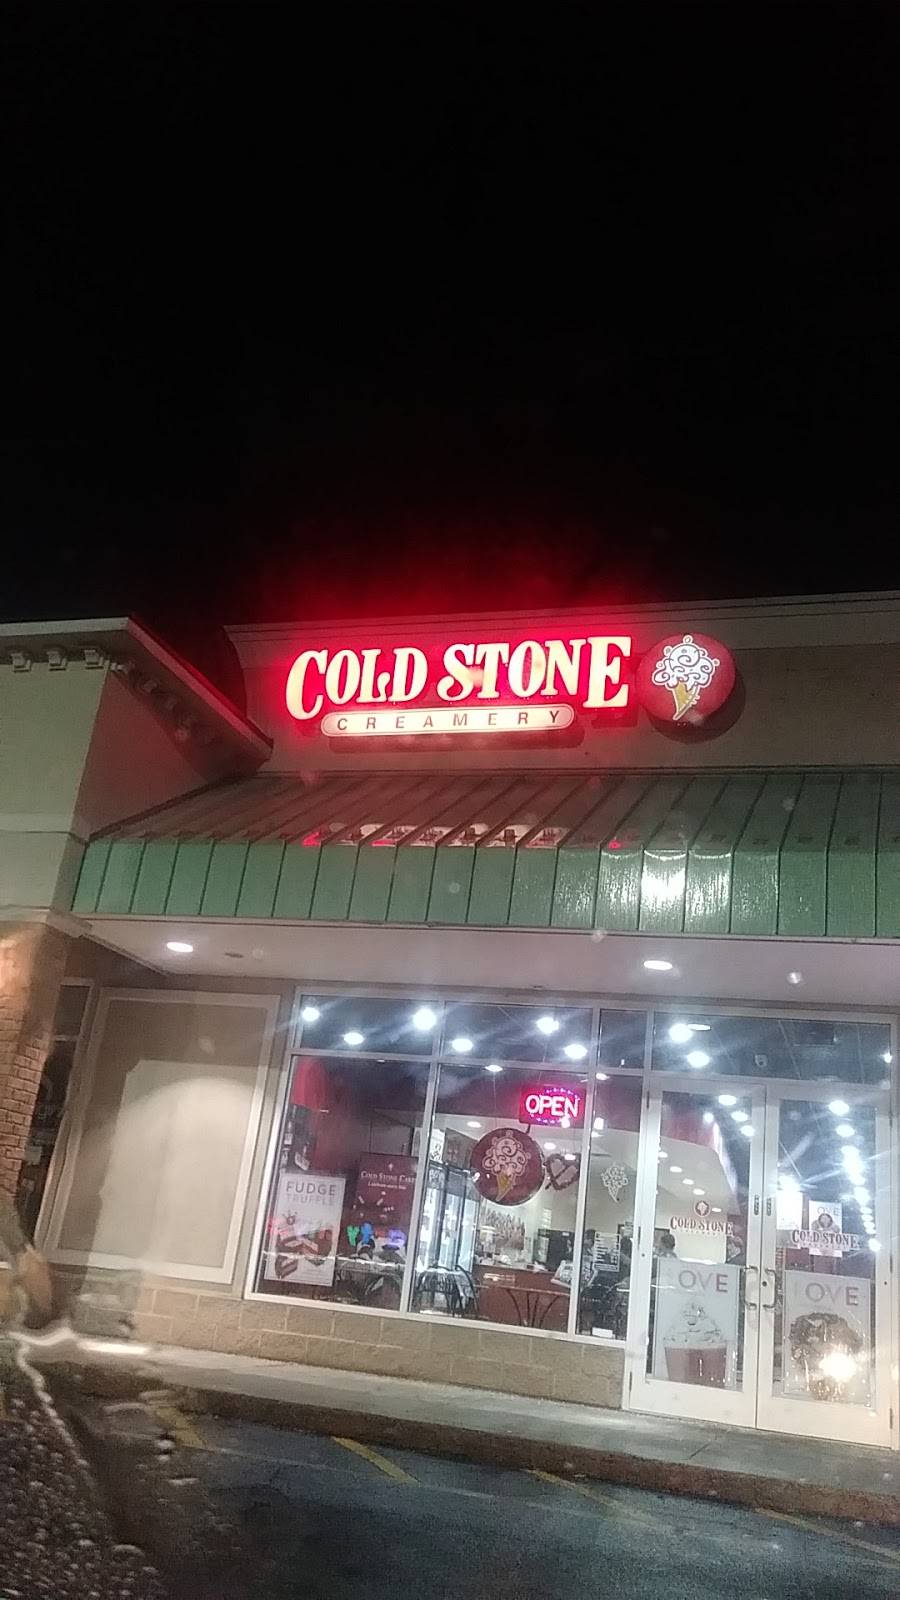 COLD STONE
CREAMERY
OPEN
FUDGE
TRUFFLE
COLD STONE
COLD STONE
OVE
OVE